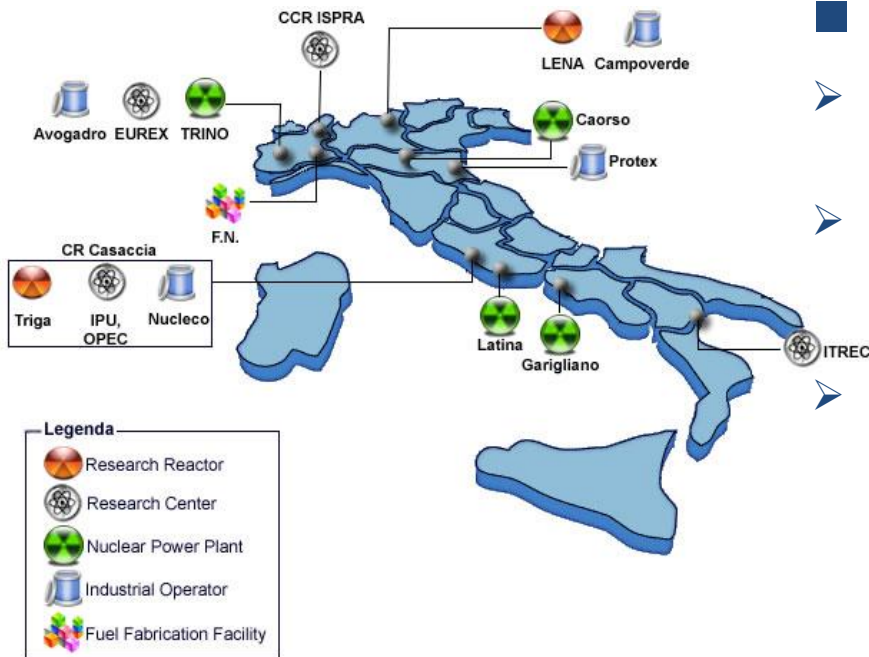 CCR ISPRA
LENA Campoverde
Avogadro EUREX TRINO
Caorso
Protex
F.N.
CR Casaccia
Triga
IPU,
OPEC
Nucleco
Latina
Garigliano
ITREC
Legenda
Research Reactor
Research Center
Nuclear Power Plant
Industrial Operator
Fuel Fabrication Facility